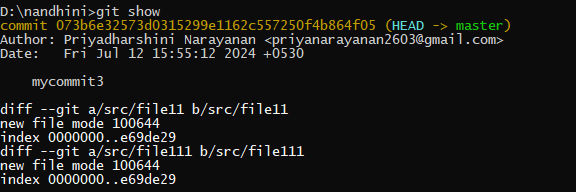 D:\nandhini>git show
commit 073b6e32573d0315299e1162c557250f4b864f05 (HEAD -> master)
Author: Priyadharshini Narayanan <priyanarayanan2603@gmail.com>
Date:   Fri Jul 12 15:55:12 2024 +0530
    mycommit3
diff --git a/src/file11 b/src/file11
new file mode 100644
index 0000000..e69de29
diff --git a/src/file111 b/src/file111
new file mode 100644
index 0000000..e69de29